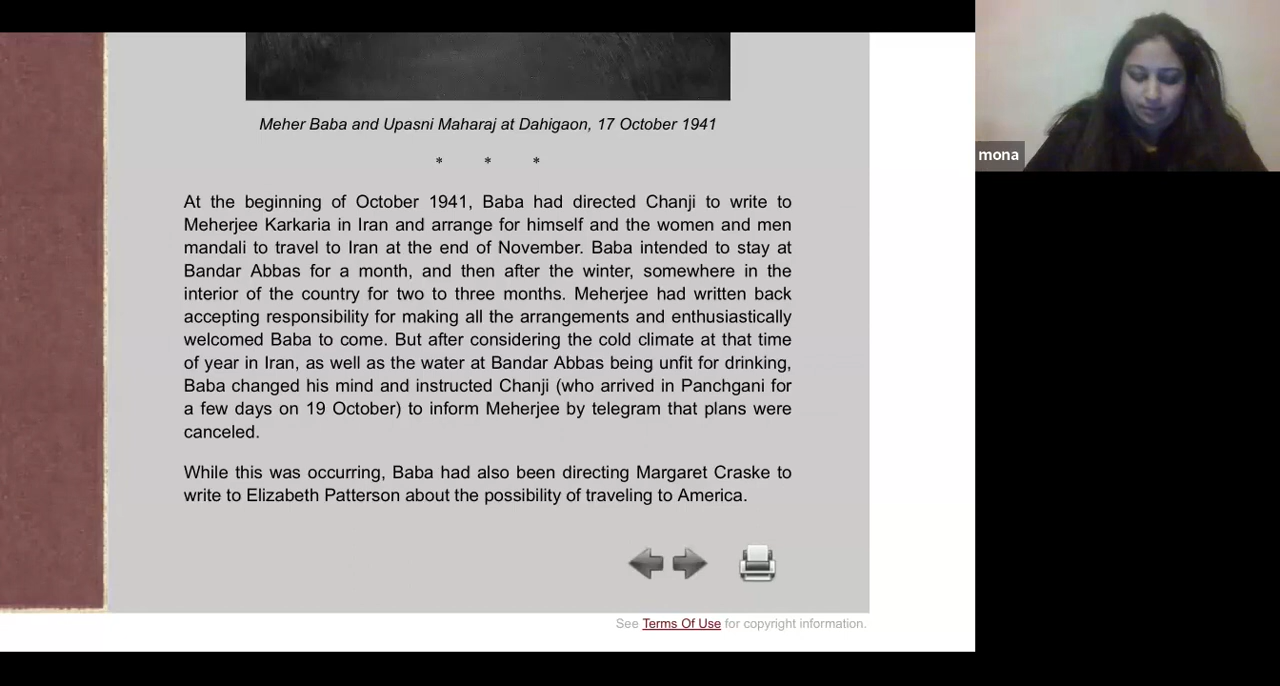 mona
Meher Baba and Upasni Maharaj at Dahigaon, 17 October 1941
* * *
At the beginning of October 1941, Baba had directed Chanji to write to
Meherjee Karkaria in Iran and arrange for himself and the women and men
mandali to travel to Iran at the end of November. Baba intended to stay at
Bandar Abbas for a month, and then after the winter, somewhere in the
interior of the country for two to three months. Meherjee had written back
accepting responsibility for making all the arrangements and enthusiastically
welcomed Baba to come. But after considering the cold climate at that time
of year in Iran, as well as the water at Bandar Abbas being unfit for drinking,
Baba changed his mind and instructed Chanji (who arrived in Panchgani for
a few days on 19 October) to inform Meherjee by telegram that plans were
canceled.
While this was occurring, Baba had also been directing Margaret Craske to
write to Elizabeth Patterson about the possibility of traveling to America.
See Terms Of Use for copyright information.